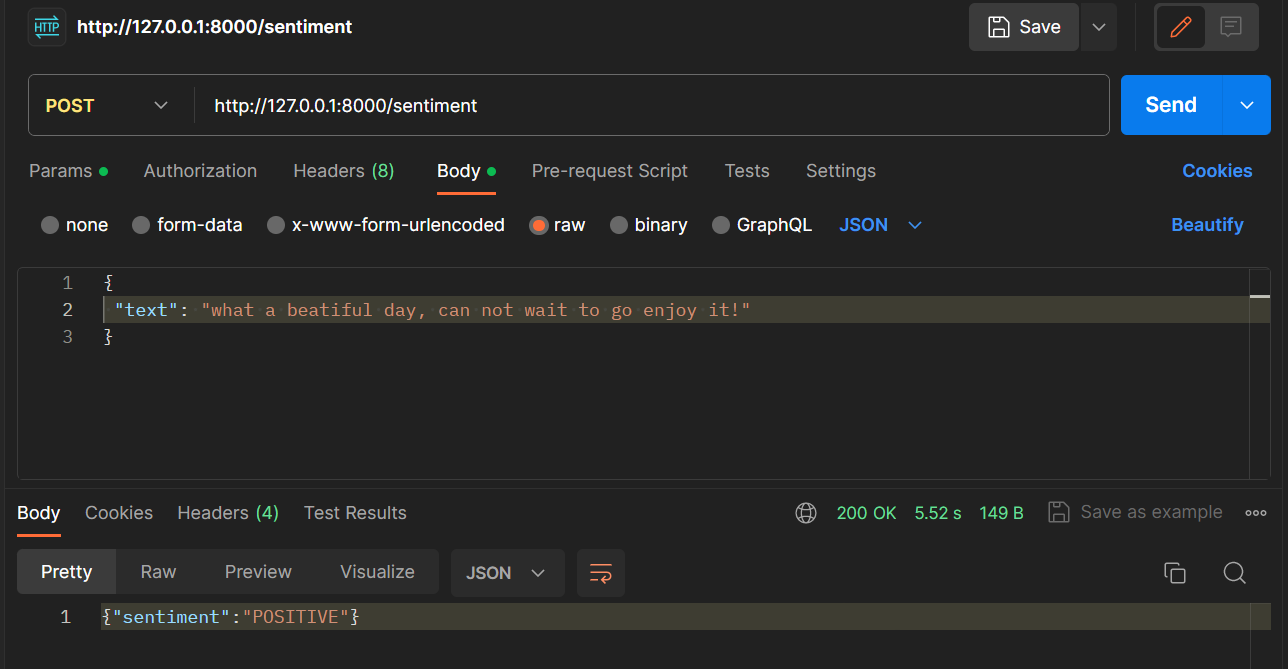 HTTP http://127.0.0.1:8000/sentiment Save
POST http://127.0.0.1:8000/sentiment Send
Params Authorization Headers (8) Body Pre-request Script Tests Settings Cookies
none form-data x-www-form-urlencoded raw binary GraphQL JSON Beautify
1 {
2 "text": "what a beatiful day, can not wait to go enjoy it!"
3 }
Body Cookies Headers (4) Test Results 200 OK 5.52 s 149 B Save as example
Pretty Raw Preview Visualize JSON
1 {"sentiment":"POSITIVE"}